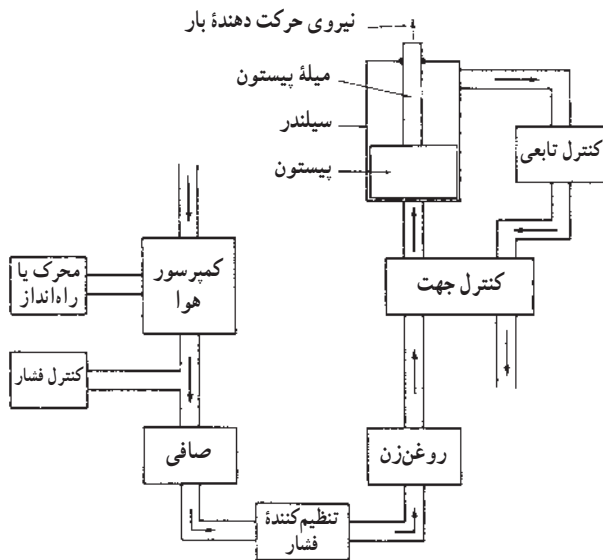 نیروی حرکت دهندهٔ بار
میلهٔ پیستون
سیلندر
پیستون
کنترل تابعی
کمپرسور
هوا
محرک یا
راه‌انداز
کنترل جهت
کنترل فشار
صافی
روغن‌زن
تنظیم‌کنندهٔ
فشار